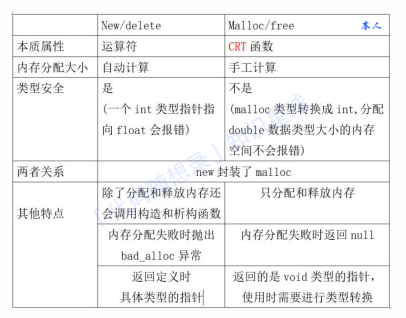 New/delete Malloc/free 本人
本质属性 运算符 CRT 函数
内存分配大小 自动计算 手工计算
类型安全 是 不是
(一个 int 类型指针指 (malloc 类型转换成 int,分配
向 float 会报错) double 数据类型大小的内存
空间不会报错)
两者关系 new 封装了 malloc
除了分配和释放内存还 只分配和释放内存
其他特点 会调用构造和析构函数
内存分配失败时抛出 内存分配失败时返回 null
bad_alloc 异常
返回定义时 返回的是 void 类型的指针,
具体类型的指针 使用时需要进行类型转换
「代码随想录」知识星球